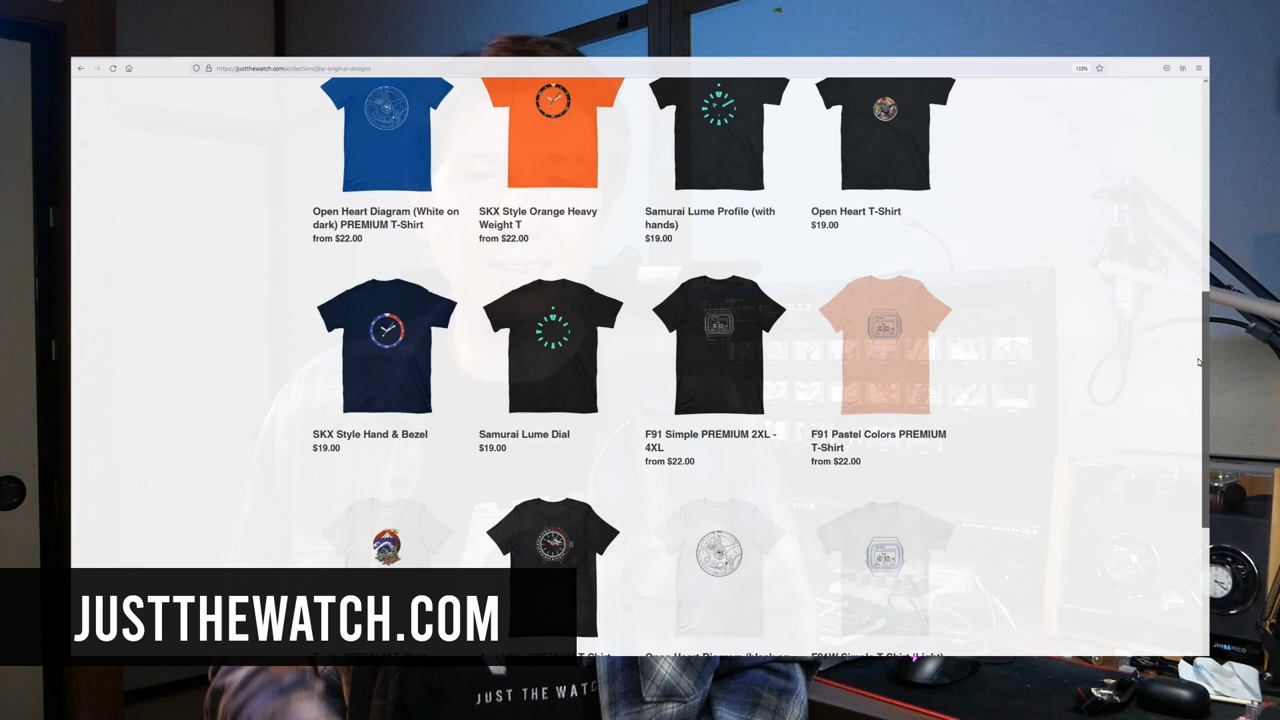 https://justthewatch.com/collections/jtw-original-designs
133%
Open Heart Diagram (White on
dark) PREMIUM T-Shirt
from $22.00
SKX Style Orange Heavy
Weight T
from $22.00
Samurai Lume Profile (with
hands)
$19.00
Open Heart T-Shirt
$19.00
SKX Style Hand & Bezel
$19.00
Samurai Lume Dial
$19.00
F91 Simple PREMIUM 2XL -
4XL
from $22.00
F91 Pastel Colors PREMIUM
T-Shirt
from $22.00
JUSTTHEWATCH.COM
JUST THE WATC